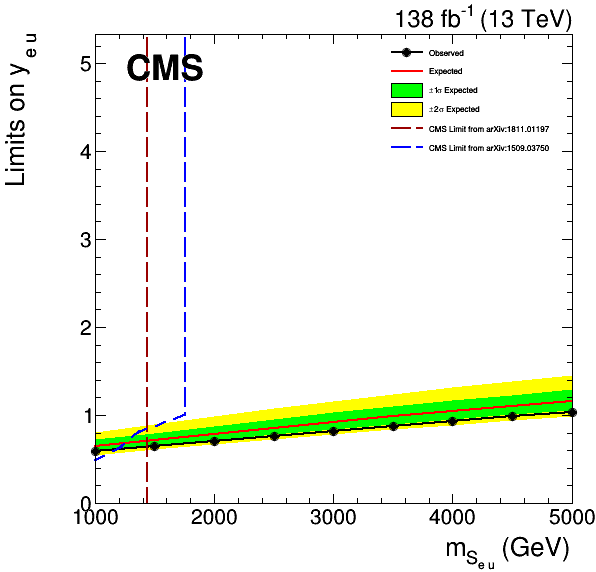 138 fb⁻¹ (13 TeV)
Limits on y e u
CMS
Observed
Expected
±1σ Expected
±2σ Expected
CMS Limit from arXiv:1811.01197
CMS Limit from arXiv:1509.03750
5
4
3
2
1
0
1000 2000 3000 4000 5000
m S e u (GeV)